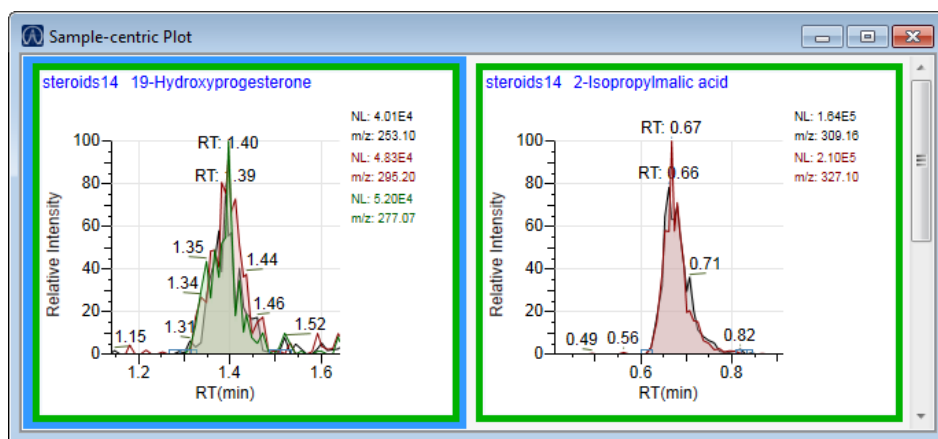 Sample-centric Plot
steroids14 19-Hydroxyprogesterone
NL: 4.01E4
m/z: 253.10
NL: 4.83E4
m/z: 295.20
NL: 5.20E4
m/z: 277.07
RT: 1.40
RT: 1.39
1.35
1.34
1.44
1.46
1.31
1.52
1.15
100
80
60
40
20
0
Relative Intensity
1.2 1.4 1.6
RT(min)
steroids14 2-Isopropylmalic acid
NL: 1.64E5
m/z: 309.16
NL: 2.10E5
m/z: 327.10
RT: 0.67
RT: 0.66
0.71
0.49 0.56 0.82
100
80
60
40
20
0
Relative Intensity
0.6 0.8
RT(min)